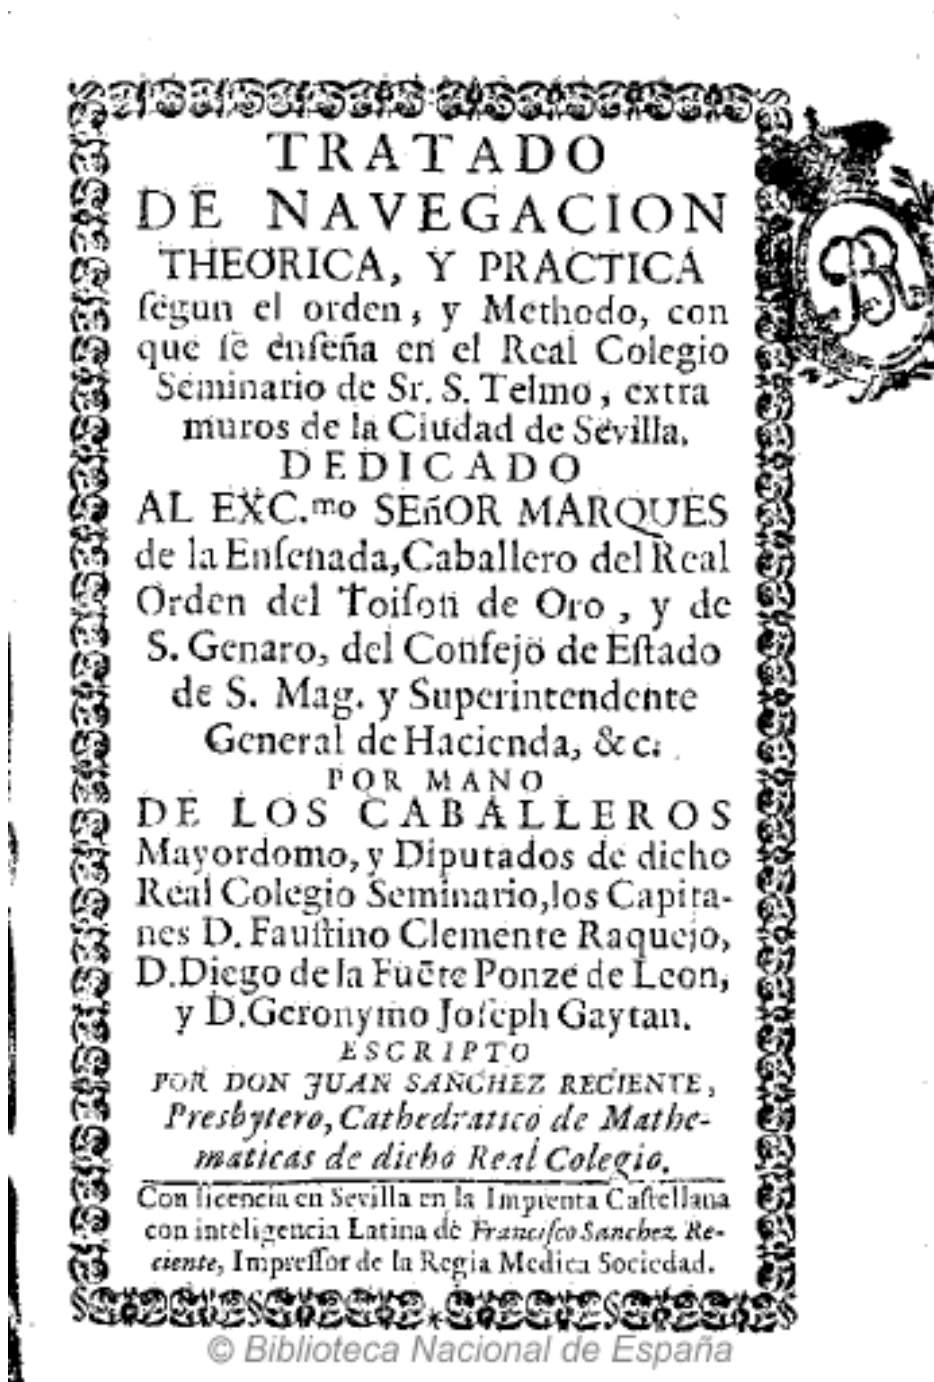 TRATADO
DE NAVEGACION
THEORICA, Y PRACTICA
ſegun el orden, y Methodo, con
que ſe enſeña en el Real Colegio
Seminario de Sr. S. Telmo, extra
muros de la Ciudad de Sevilla.
DEDICADO
AL EXC.mo SEñOR MARQUES
de la Enſenada, Caballero del Real
Orden del Toiſon de Oro, y de
S. Genaro, del Conſejo de Eſtado
de S. Mag. y Superintendente
General de Hacienda, &c.
POR MANO
DE LOS CABALLEROS
Mayordomo, y Diputados de dicho
Real Colegio Seminario, los Capita-
nes D. Fauſtino Clemente Raquejo,
D. Diego de la Fuẽte Ponze de Leon,
y D. Geronymo Joſeph Gaytan.
ESCRIPTO
POR DON JUAN SANCHEZ RECIENTE,
Presbytero, Cathedratico de Mathe-
maticas de dicho Real Colegio.
Con licencia en Sevilla en la Imprenta Caſtellana
con inteligencia Latina de Franciſco Sanchez Re-
ciente, Impreſſor de la Regia Medica Sociedad.
© Biblioteca Nacional de España